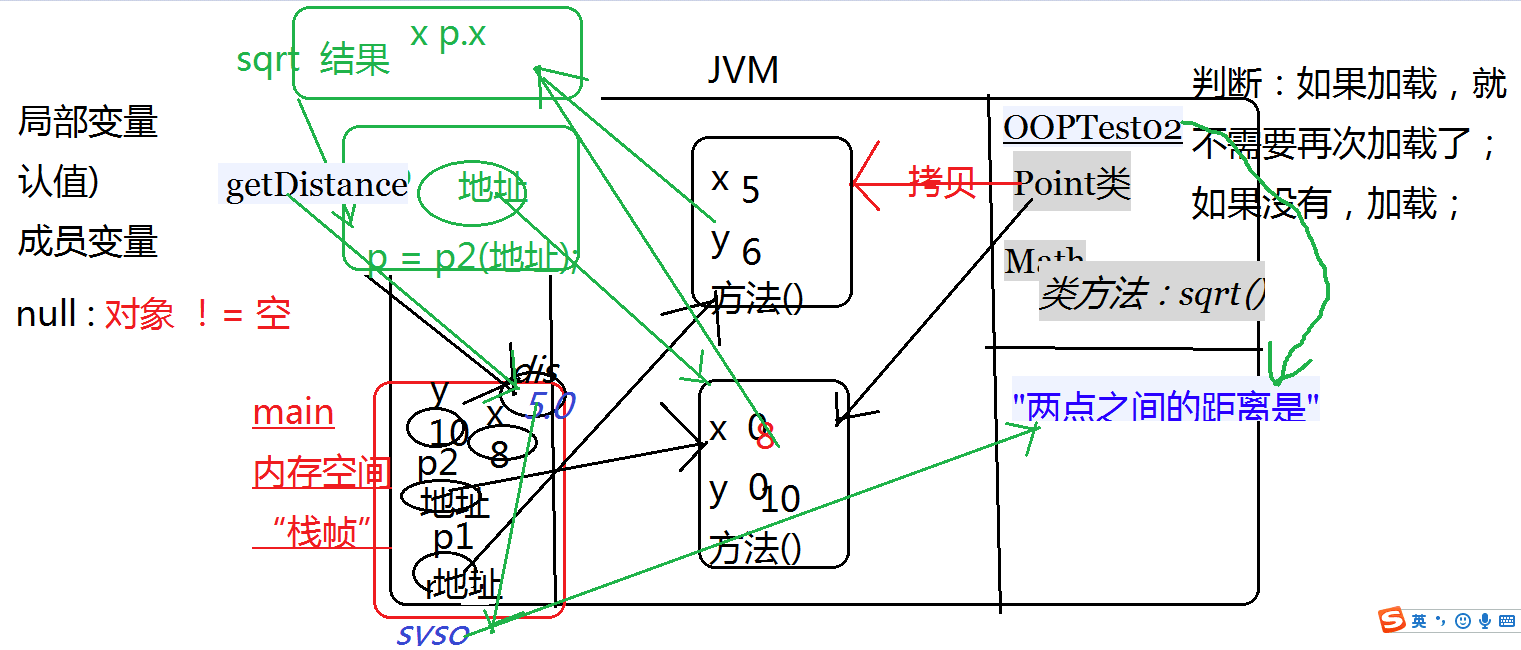 x p.x
sqrt 结果
JVM
判断：如果加载，就
不需要再次加载了；
如果没有，加载；
局部变量
认值)
成员变量
null : 对象 ！= 空
getDistance
地址
p = p2(地址);
x 5
y 6
方法()
拷贝
OOPTest02
Point类
Math
类方法：sqrt()
"两点之间的距离是"
main
内存空间
“栈帧”
dis
5.0
y
10
x
8
p2
地址
p1
地址
x 0
8
y 0
10
方法()
svso
英